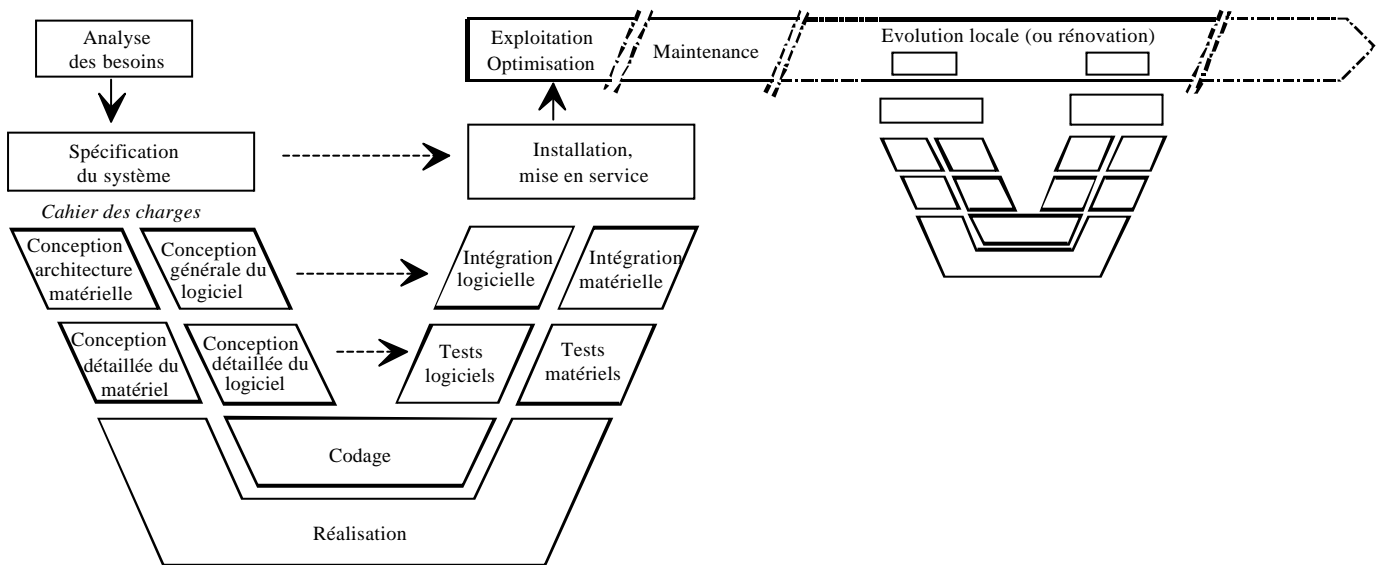 Analyse
des besoins
Exploitation
Optimisation
Maintenance
Evolution locale (ou rénovation)
Spécification
du système
Installation,
mise en service
Cahier des charges
Conception
architecture
matérielle
Conception
générale du
logiciel
Intégration
logicielle
Intégration
matérielle
Conception
détaillée du
matériel
Conception
détaillée du
logiciel
Tests
logiciels
Tests
matériels
Codage
Réalisation